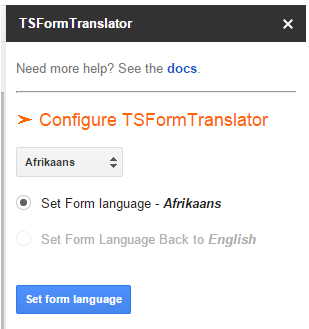 TSFormTranslator
Need more help? See the docs.
Configure TSFormTranslator
Afrikaans
Set Form language - Afrikaans
Set Form Language Back to English
Set form language